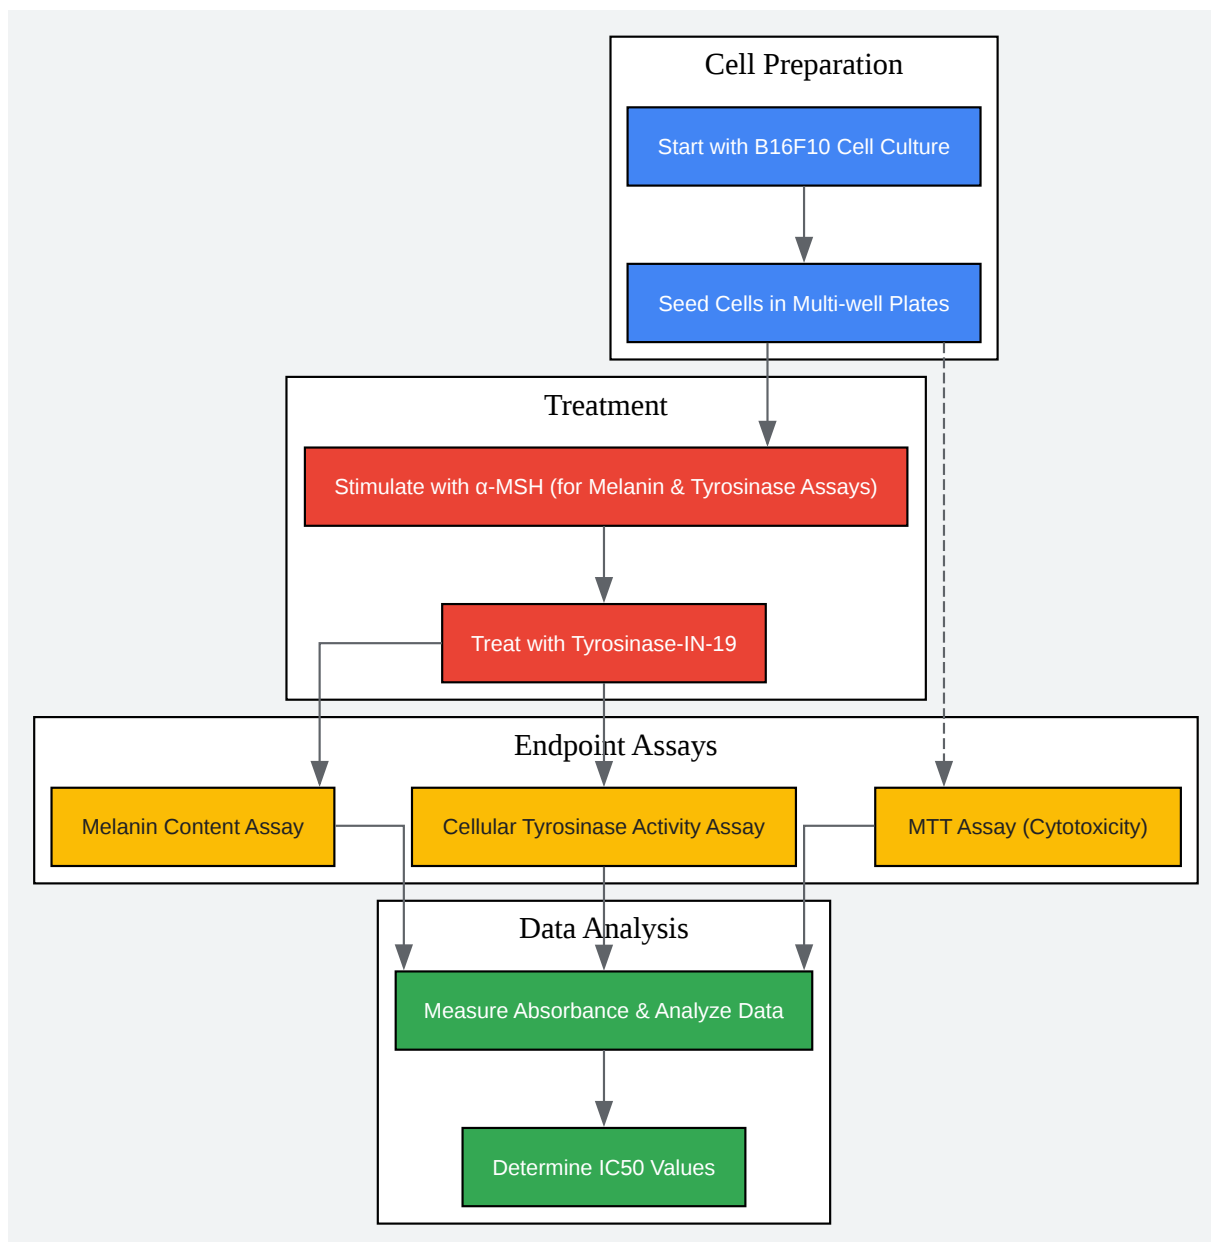 Cell Preparation
Start with B16F10 Cell Culture
Seed Cells in Multi-well Plates
Treatment
Stimulate with α-MSH (for Melanin & Tyrosinase Assays)
Treat with Tyrosinase-IN-19
Endpoint Assays
Melanin Content Assay
Cellular Tyrosinase Activity Assay
MTT Assay (Cytotoxicity)
Data Analysis
Measure Absorbance & Analyze Data
Determine IC50 Values